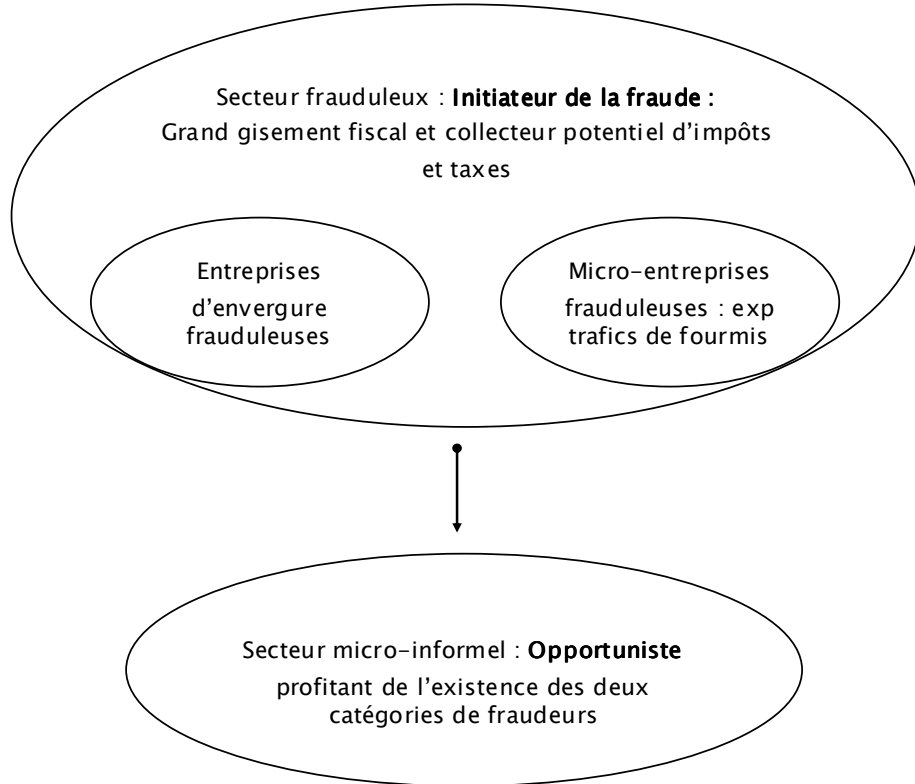 Secteur frauduleux : Initiateur de la fraude :
Grand gisement fiscal et collecteur potentiel d'impôts
et taxes
Entreprises
d'envergure
frauduleuses
Micro-entreprises
frauduleuses : exp
trafics de fourmis
Secteur micro-informel : Opportuniste
profitant de l'existence des deux
catégories de fraudeurs